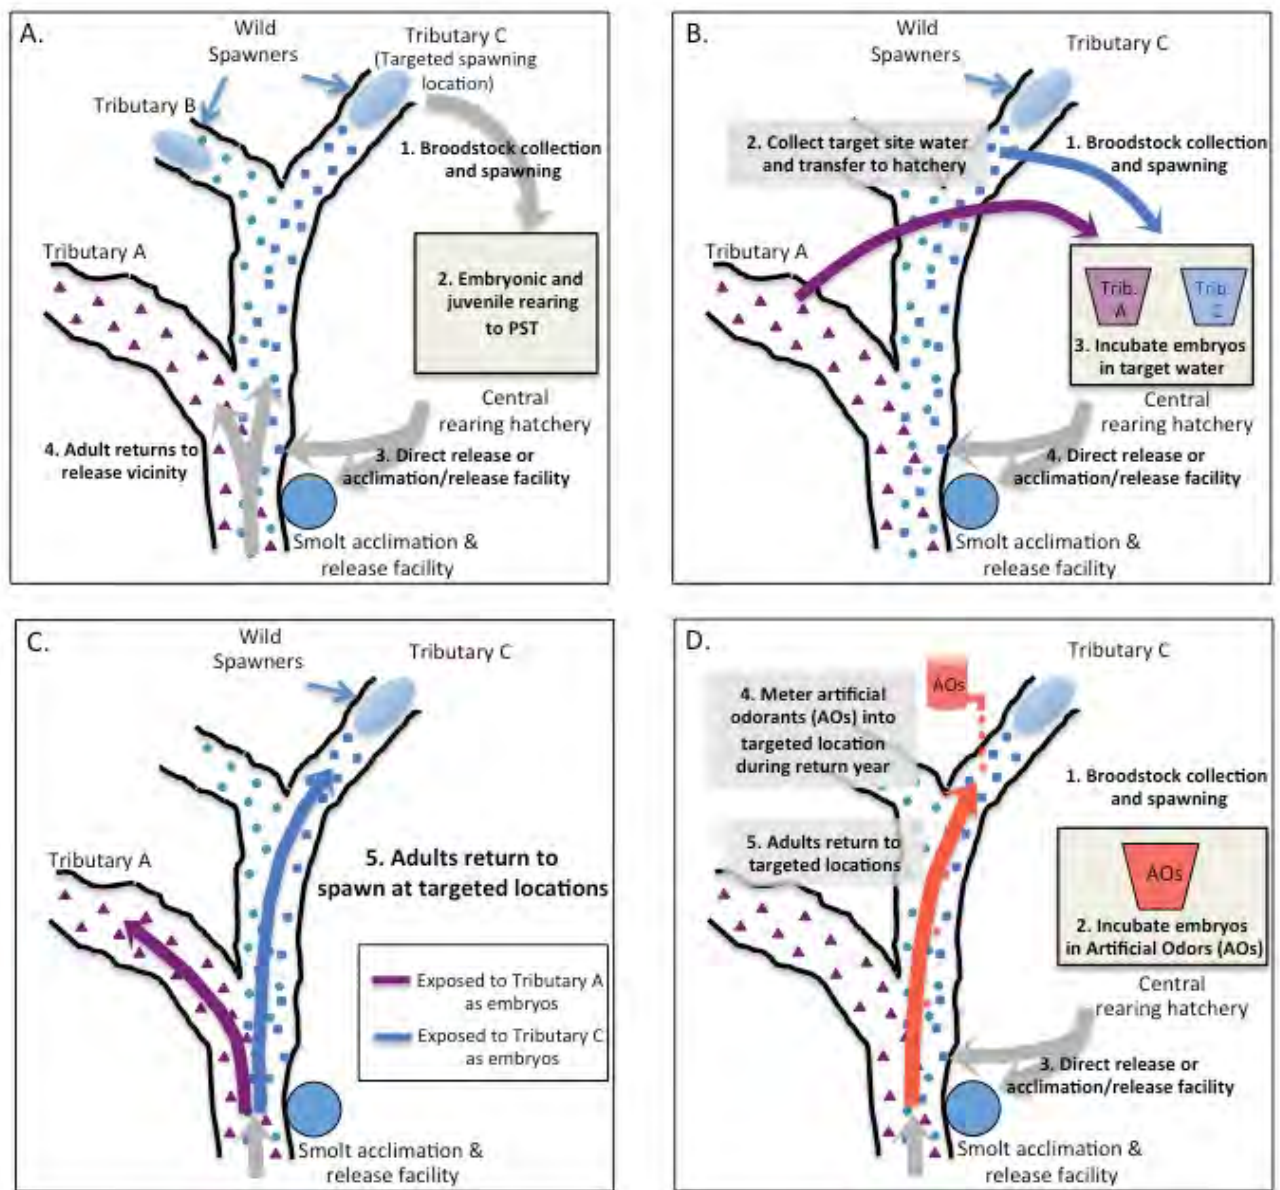 A.
Wild
Spawners
Tributary C
(Targeted spawning
location)
Tributary B
1. Broodstock collection
and spawning
Tributary A
2. Embryonic and
juvenile rearing
to PST
Central
rearing hatchery
4. Adult returns to
release vicinity
3. Direct release or
acclimation/release facility
Smolt acclimation &
release facility
B.
Wild
Spawners
Tributary C
2. Collect target site water
and transfer to hatchery
1. Broodstock collection
and spawning
Tributary A
Trib.
A
Trib.
3. Incubate embryos
in target water
Central
rearing hatchery
4. Direct release or
acclimation/release facility
Smolt acclimation &
release facility
C.
Wild
Spawners
Tributary C
Tributary A
5. Adults return to
spawn at targeted locations
Exposed to Tributary A
as embryos
Exposed to Tributary C
as embryos
Smolt acclimation &
release facility
D.
Tributary C
AOs
4. Meter artificial
odorants (AOs) into
targeted location
during return year
1. Broodstock collection
and spawning
5. Adults return to
targeted locations
AOs
2. Incubate embryos
in Artificial Odors (AOs)
Central
rearing hatchery
3. Direct release or
acclimation/release facility
Smolt acclimation &
release facility